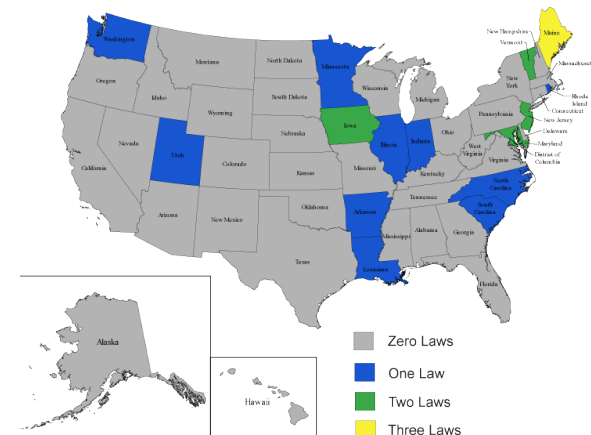 Washington
Oregon
California
Nevada
Idaho
Montana
Wyoming
Utah
Arizona
Colorado
New Mexico
North Dakota
South Dakota
Nebraska
Kansas
Oklahoma
Texas
Minnesota
Iowa
Missouri
Arkansas
Louisiana
Wisconsin
Illinois
Michigan
Indiana
Ohio
Kentucky
Tennessee
Mississippi
Alabama
Georgia
Florida
South
Carolina
North
Carolina
Virginia
West
Virginia
Pennsylvania
New
York
New Hampshire
Vermont
Maine
Massachuset
Rhode
Island
Connecticut
New Jersey
Delaware
Maryland
District of
Columbia
Alaska
Hawaii
Zero Laws
One Law
Two Laws
Three Laws